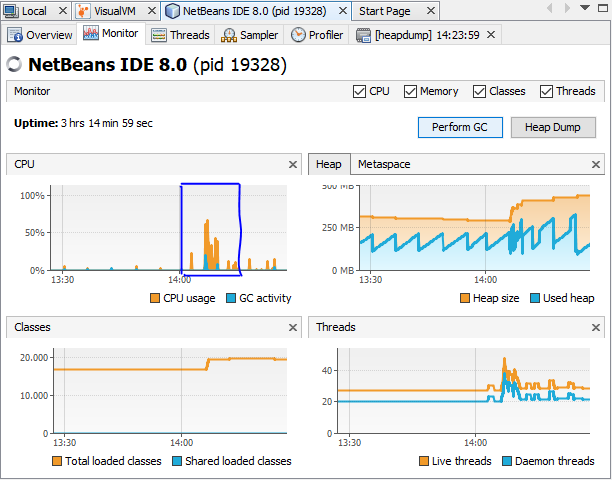 Local VisualVM NetBeans IDE 8.0 (pid 19328) Start Page
Overview Monitor Threads Sampler Profiler [heapdump] 14:23:59
NetBeans IDE 8.0 (pid 19328)
Monitor CPU Memory Classes Threads
Uptime: 3 hrs 14 min 59 sec
Perform GC Heap Dump
CPU
100%
50%
0%
13:30 14:00
CPU usage GC activity
Heap Metaspace
500 MB
250 MB
0 MB
13:30 14:00
Heap size Used heap
Classes
20.000
10.000
0
13:30 14:00
Total loaded classes Shared loaded classes
Threads
40
20
0
13:30 14:00
Live threads Daemon threads